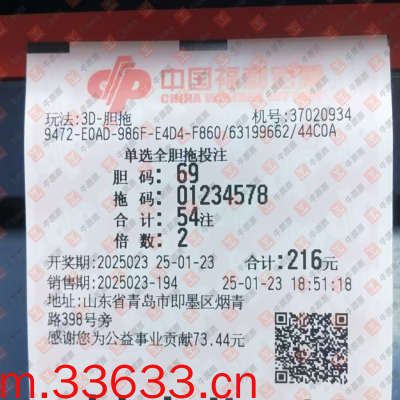 中国福利彩票
CHINA WELFARE
玩法:3D-胆拖 机号:37020934
9472-E0AD-986F-E4D4-F860/63199662/44C0A
单选全胆拖投注
胆 码: 69
拖 码: 01234578
合 计: 54注
倍 数: 2
开奖期:2025023 25-01-23 合计:216元
销售期:2025023-194 25-01-23 18:51:18
地址:山东省青岛市即墨区烟青
路398号旁
感谢您为公益事业贡献73.44元
m.33633.cn